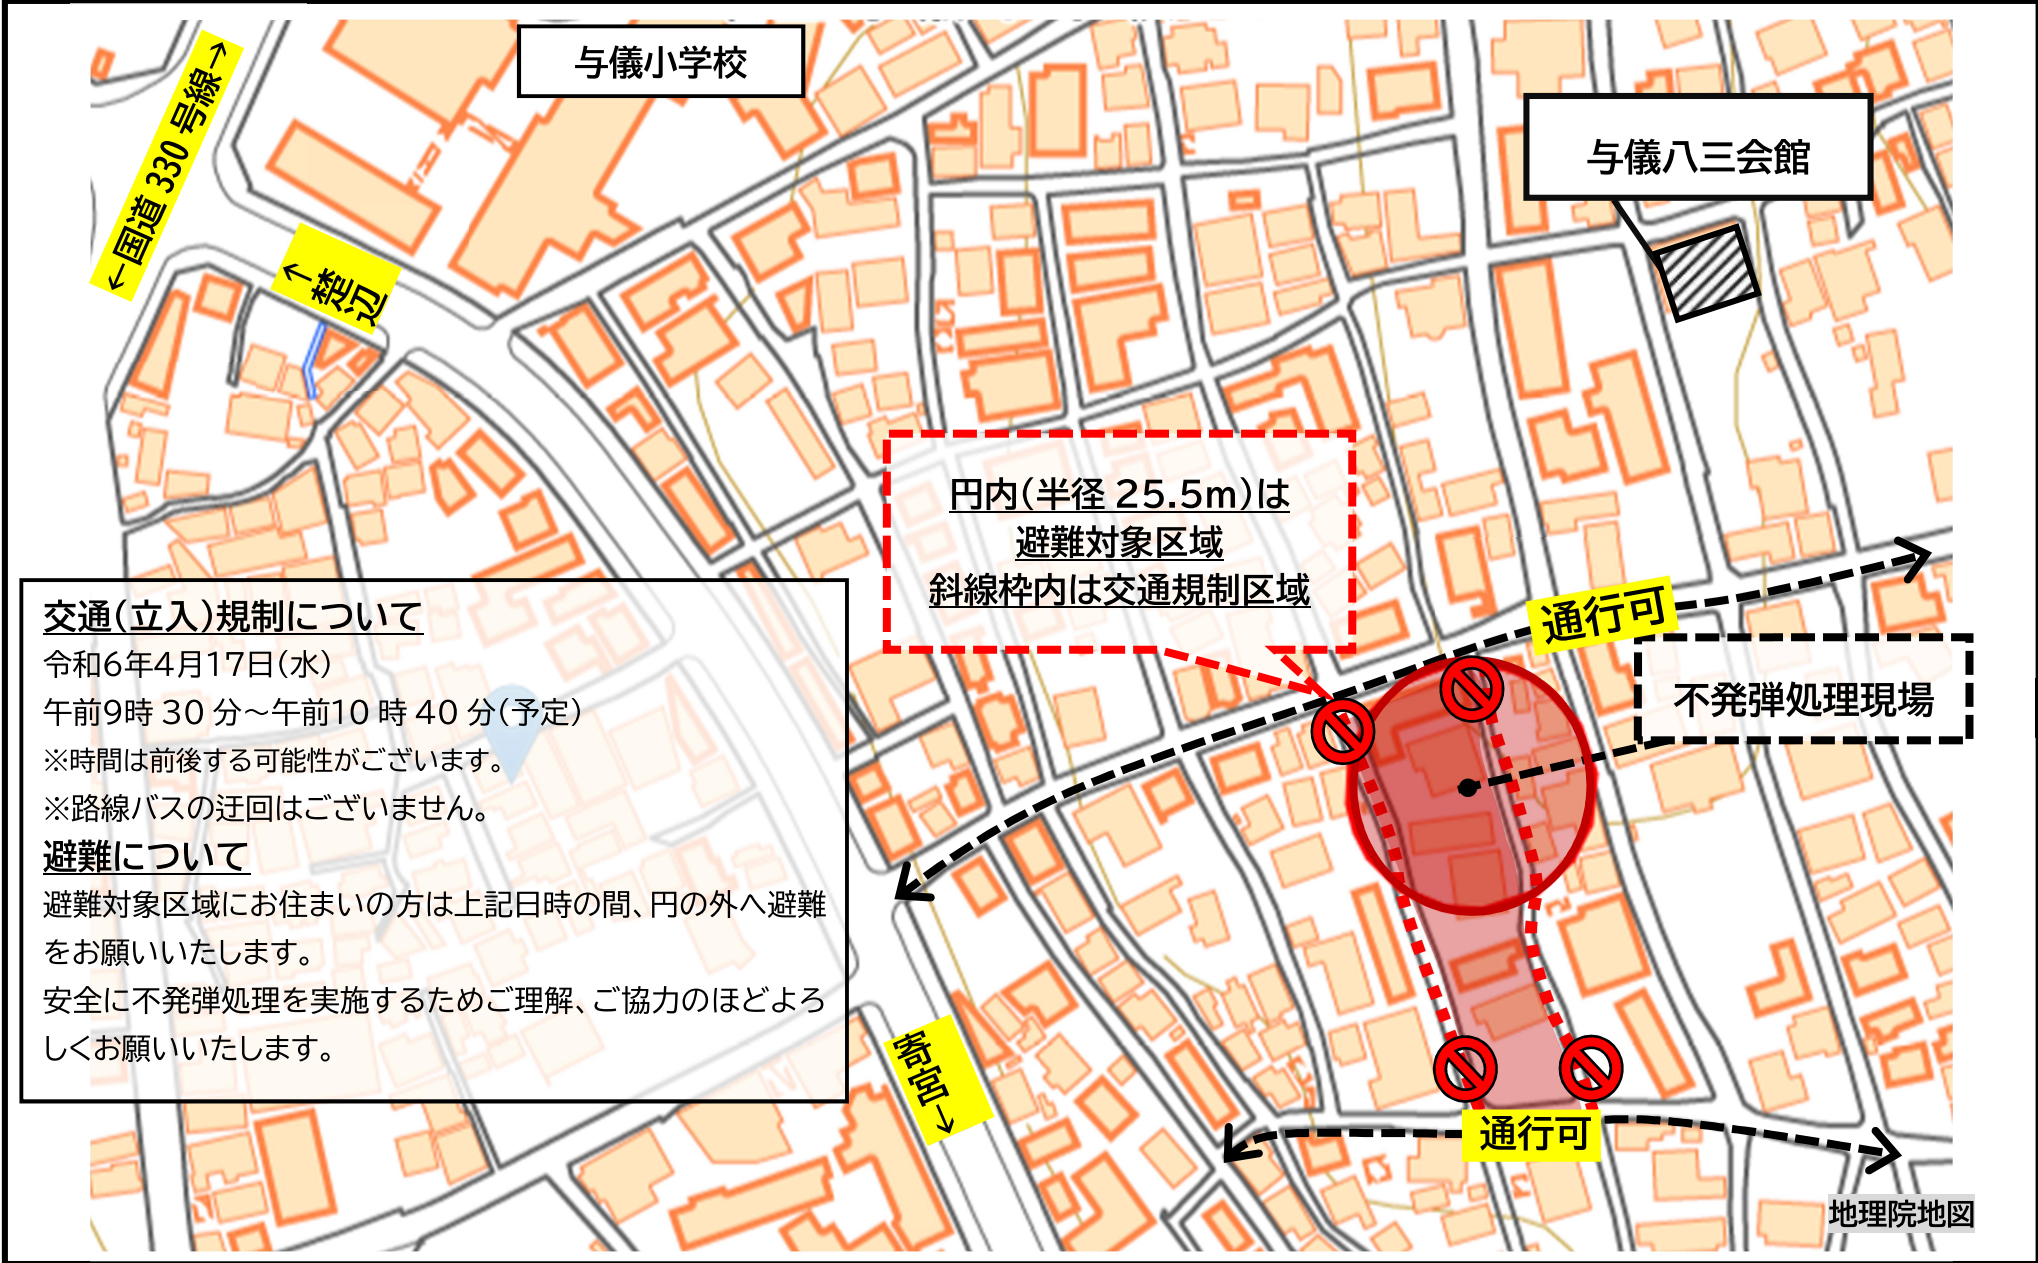 与儀小学校
←国道 330 号線→
与儀八三会館
←楚辺
円内(半径 25.5m)は
避難対象区域
斜線枠内は交通規制区域
通行可
不発弾処理現場
交通(立入)規制について
令和6年4月17日(水)
午前9時 30 分～午前10 時 40 分(予定)
※時間は前後する可能性がございます。
※路線バスの迂回はございません。
避難について
避難対象区域にお住まいの方は上記日時の間、円の外へ避難
をお願いいたします。
安全に不発弾処理を実施するためご理解、ご協力のほどよろ
しくお願いいたします。
寄宮→
通行可
地理院地図